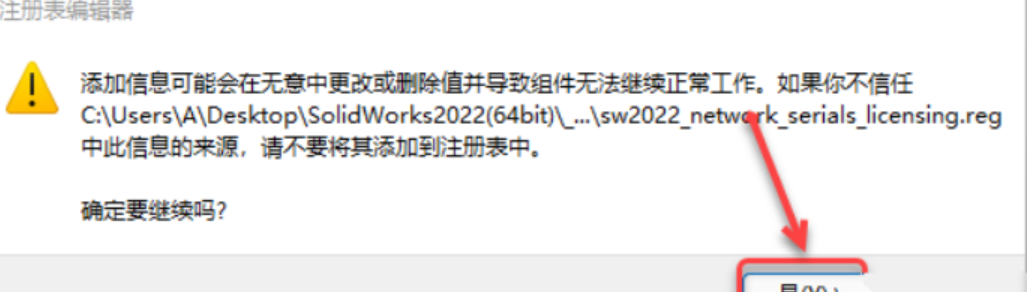 注册表编辑器
添加信息可能会在无意中更改或删除值并导致组件无法继续正常工作。如果你不信任
C:\Users\A\Desktop\SolidWorks2022(64bit)\_...\sw2022_network_serials_licensing.reg
中此信息的来源，请不要将其添加到注册表中。
确定要继续吗?